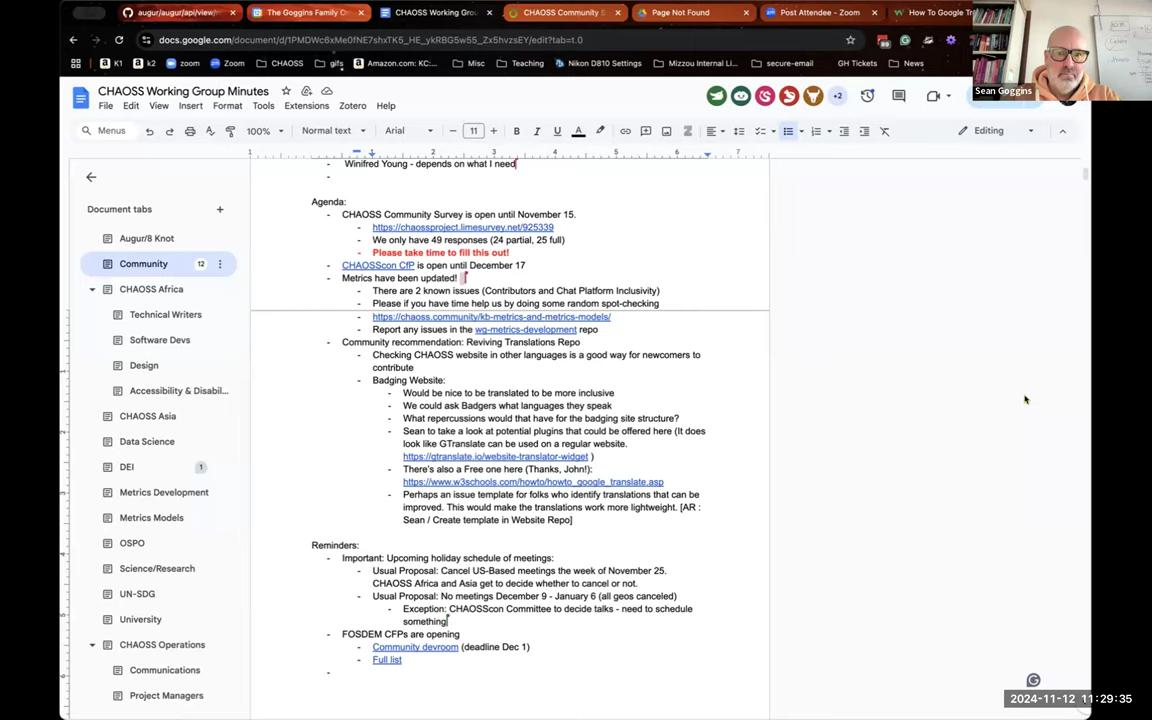 augur/augur/api/view/
The Goggins Family C
CHAOSS Working Gro
CHAOSS Community S
Page Not Found
Post Attendee - Zoom
How To Google Tr
docs.google.com/document/d/1PMDWc6xMe0fNE7shxTK5_HE_ykRBG5w55_Zx5hvzsEY/edit?tab=t.0
K1
k2
zoom
Zoom
CHAOSS
gifs
Amazon.com: KC:...
Misc
Teaching
Nikon D810 Settings
Mizzou Internal Li...
secure-email
GH Tickets
News
Sean Goggins
CHAOSS Working Group Minutes
File Edit View Insert Format Tools Extensions Zotero Help
+2
Menus
100%
Normal text
Arial
11
Editing
1 1 2 3 4 5 6 7
Document tabs
Augur/8 Knot
Community 12
CHAOSS Africa
Technical Writers
Software Devs
Design
Accessibility & Disabil...
CHAOSS Asia
Data Science
DEI 1
Metrics Development
Metrics Models
OSPO
Science/Research
UN-SDG
University
CHAOSS Operations
Communications
Project Managers
- Winifred Young - depends on what I need
-
Agenda:
- CHAOSS Community Survey is open until November 15.
- https://chaossproject.limesurvey.net/925339
- We only have 49 responses (24 partial, 25 full)
- Please take time to fill this out!
- CHAOSScon CfP is open until December 17
- Metrics have been updated!
- There are 2 known issues (Contributors and Chat Platform Inclusivity)
- Please if you have time help us by doing some random spot-checking
- https://chaoss.community/kb-metrics-and-metrics-models/
- Report any issues in the wg-metrics-development repo
- Community recommendation: Reviving Translations Repo
- Checking CHAOSS website in other languages is a good way for newcomers to
contribute
- Badging Website:
- Would be nice to be translated to be more inclusive
- We could ask Badgers what languages they speak
- What repercussions would that have for the badging site structure?
- Sean to take a look at potential plugins that could be offered here (It does
look like GTranslate can be used on a regular website.
https://gtranslate.io/website-translator-widget )
- There's also a Free one here (Thanks, John!):
https://www.w3schools.com/howto/howto_google_translate.asp
- Perhaps an issue template for folks who identify translations that can be
improved. This would make the translations work more lightweight. [AR :
Sean / Create template in Website Repo]
Reminders:
- Important: Upcoming holiday schedule of meetings:
- Usual Proposal: Cancel US-Based meetings the week of November 25.
CHAOSS Africa and Asia get to decide whether to cancel or not.
- Usual Proposal: No meetings December 9 - January 6 (all geos canceled)
- Exception: CHAOSScon Committee to decide talks - need to schedule
something
- FOSDEM CFPs are opening
- Community devroom (deadline Dec 1)
- Full list
-
2024-11-12 11:29:35